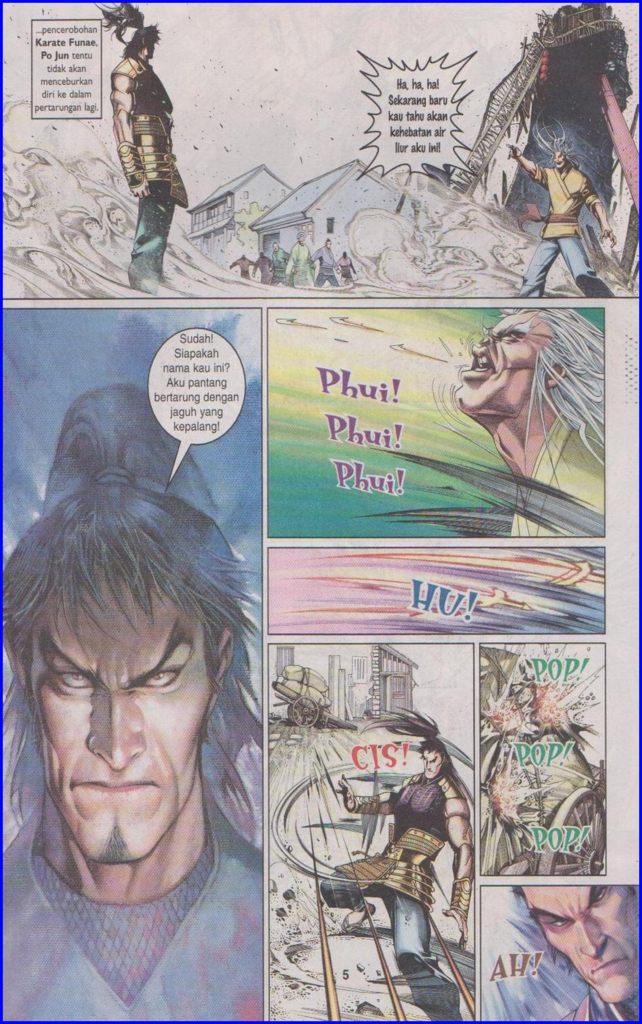 ...pencerobohan
Karate Funae,
Po Jun tentu
tidak akan
menceburkan
diri ke dalam
pertarungan lagi.
Ha, ha, ha!
Sekarang baru
kau tahu akan
kehebatan air
liur aku ini!
Sudah!
Siapakah
nama kau ini?
Aku pantang
bertarung dengan
jaguh yang
kepalang!
Phui!
Phui!
Phui!
HU!
CIS!
POP!
POP!
POP!
AH!
5